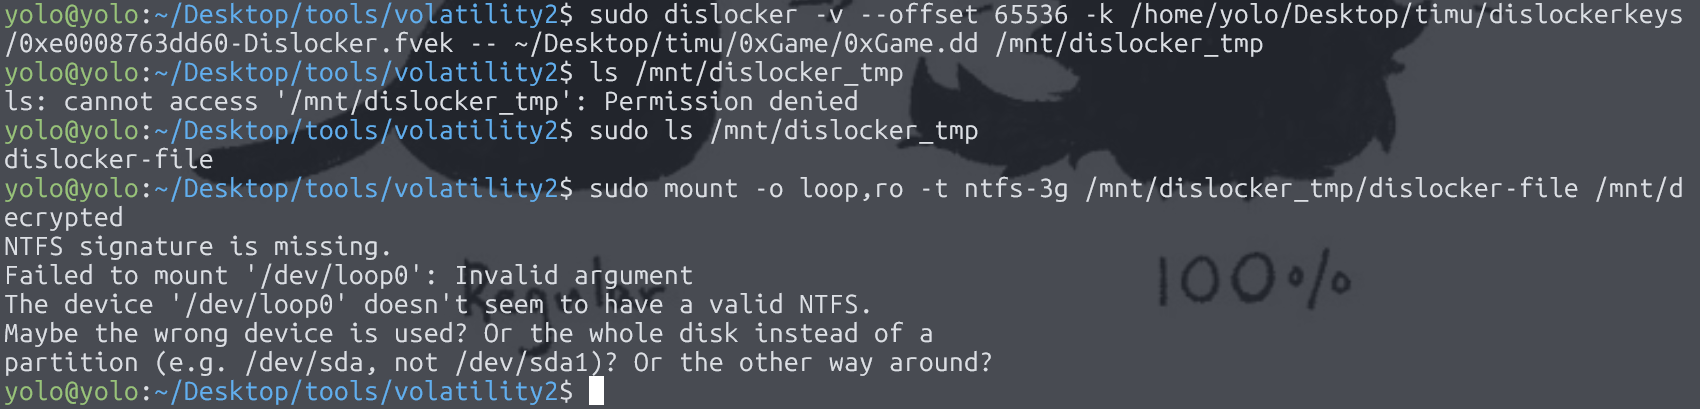 yolo@yolo:~/Desktop/tools/volatility2$ sudo dislocker -v --offset 65536 -k /home/yolo/Desktop/timu/dislockerkeys
/0xe0008763dd60-Dislocker.fvek -- ~/Desktop/timu/0xGame/0xGame.dd /mnt/dislocker_tmp
yolo@yolo:~/Desktop/tools/volatility2$ ls /mnt/dislocker_tmp
ls: cannot access '/mnt/dislocker_tmp': Permission denied
yolo@yolo:~/Desktop/tools/volatility2$ sudo ls /mnt/dislocker_tmp
dislocker-file
yolo@yolo:~/Desktop/tools/volatility2$ sudo mount -o loop,ro -t ntfs-3g /mnt/dislocker_tmp/dislocker-file /mnt/d
ecrypted
NTFS signature is missing.
Failed to mount '/dev/loop0': Invalid argument
The device '/dev/loop0' doesn't seem to have a valid NTFS.
Maybe the wrong device is used? Or the whole disk instead of a
partition (e.g. /dev/sda, not /dev/sda1)? Or the other way around?
yolo@yolo:~/Desktop/tools/volatility2$
Regular
100%